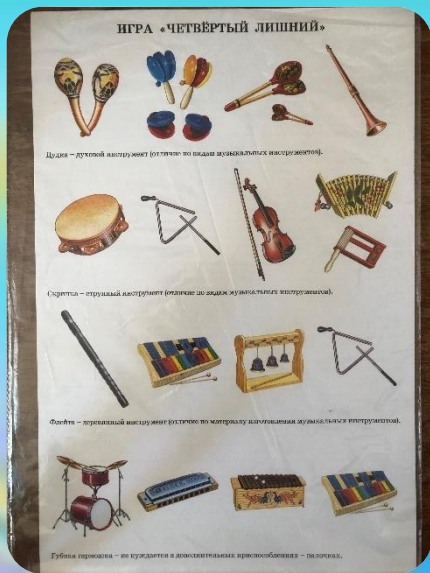 ИГРА «ЧЕТВЁРТЫЙ ЛИШНИЙ»
Дудка – духовой инструмент (отличие по видам музыкальных инструментов).
Скрипка – струнный инструмент (отличие по видам музыкальных инструментов).
Флейта – деревянный инструмент (отличие по материалу изготовления музыкальных инструментов).
Губная гармошка – не нуждается в дополнительных приспособлениях – палочках.